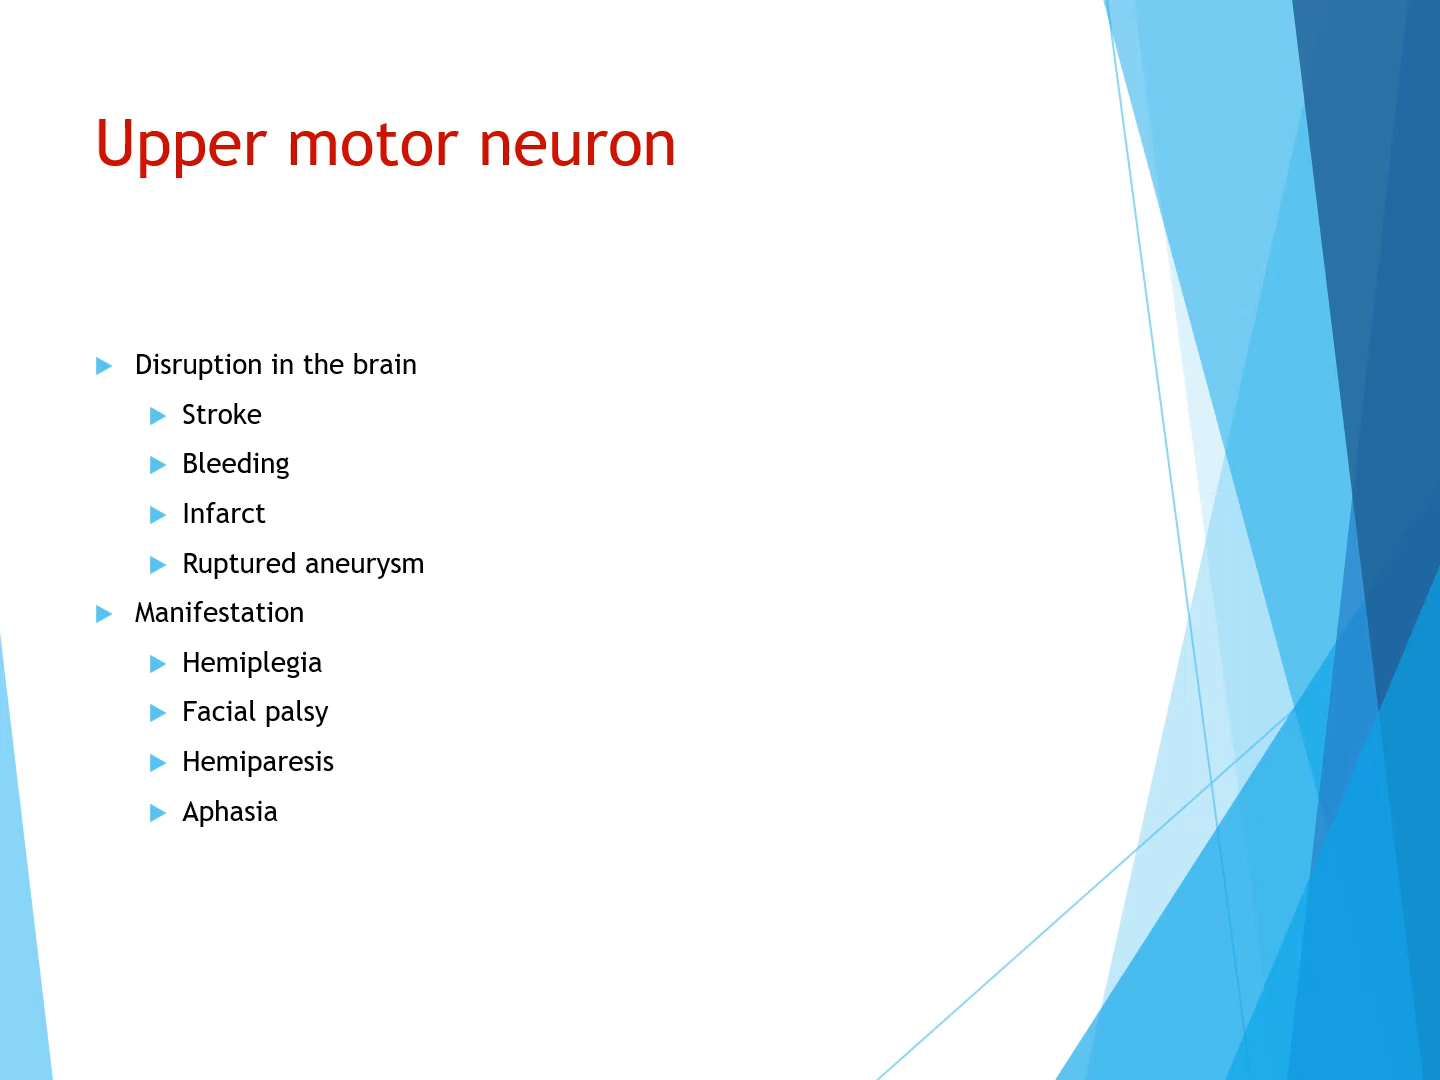 Upper motor neuron
Disruption in the brain
Stroke
Bleeding
Infarct
Ruptured aneurysm
Manifestation
Hemiplegia
Facial palsy
Hemiparesis
Aphasia